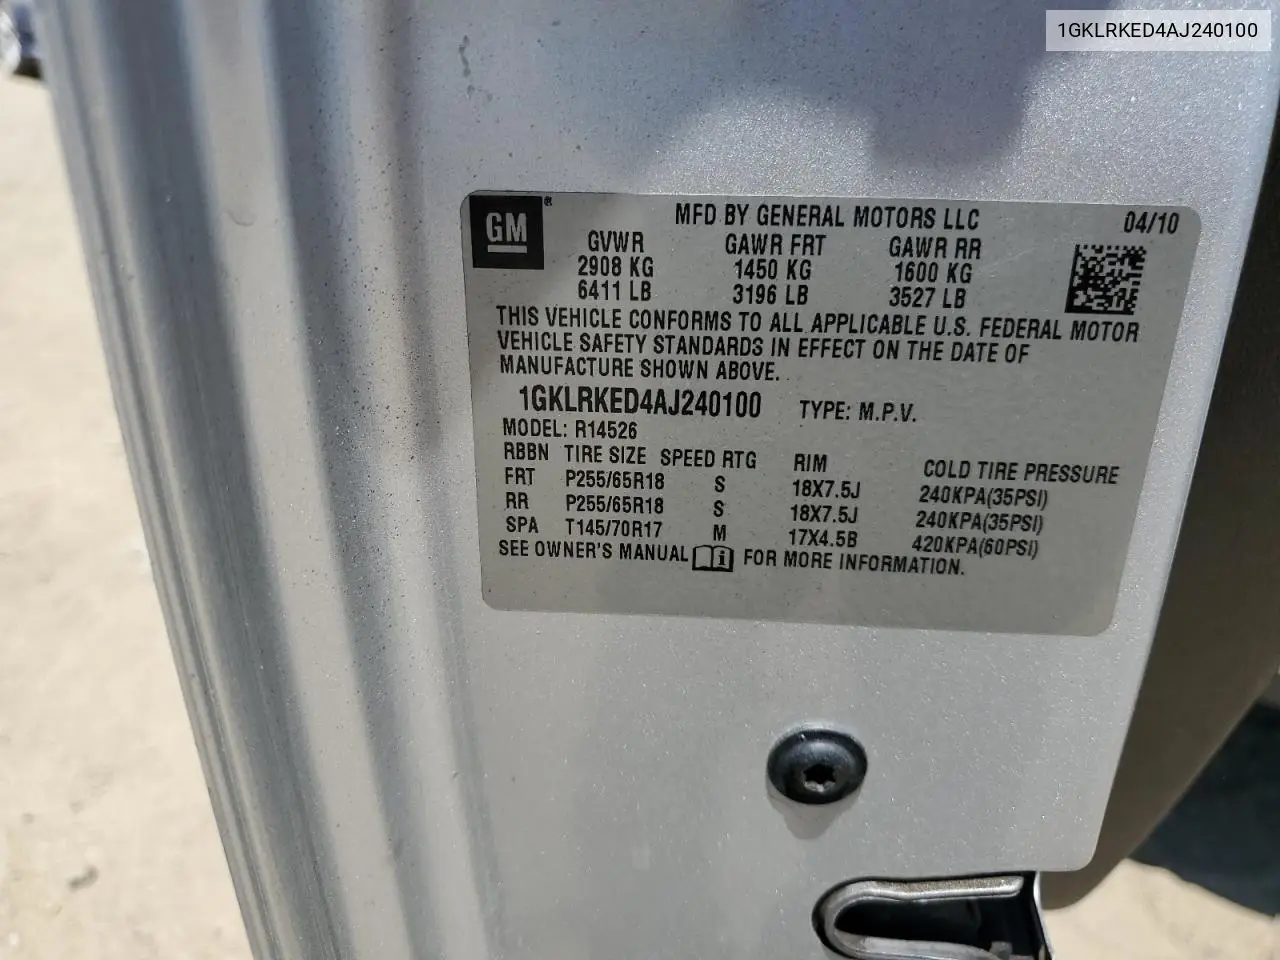 1GKLRKED4AJ240100
GM ®
MFD BY GENERAL MOTORS LLC 04/10
GVWR GAWR FRT GAWR RR
2908 KG 1450 KG 1600 KG
6411 LB 3196 LB 3527 LB
THIS VEHICLE CONFORMS TO ALL APPLICABLE U.S. FEDERAL MOTOR
VEHICLE SAFETY STANDARDS IN EFFECT ON THE DATE OF
MANUFACTURE SHOWN ABOVE.
1GKLRKED4AJ240100 TYPE: M.P.V.
MODEL: R14526
RBBN TIRE SIZE SPEED RTG RIM COLD TIRE PRESSURE
FRT P255/65R18 S 18X7.5J 240KPA(35PSI)
RR P255/65R18 S 18X7.5J 240KPA(35PSI)
SPA T145/70R17 M 17X4.5B 420KPA(60PSI)
SEE OWNER'S MANUAL i FOR MORE INFORMATION.